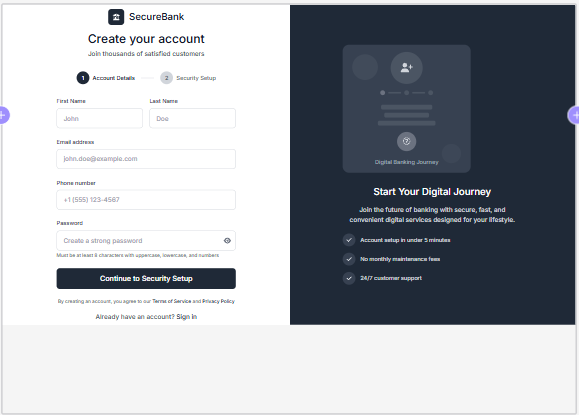 SecureBank
Create your account
Join thousands of satisfied customers
1 Account Details 2 Security Setup
First Name Last Name
John Doe
Email address
john.doe@example.com
Phone number
+1 (555) 123-4567
Password
Create a strong password
Must be at least 8 characters with uppercase, lowercase, and numbers
Continue to Security Setup
By creating an account, you agree to our Terms of Service and Privacy Policy
Already have an account? Sign in
Digital Banking Journey
Start Your Digital Journey
Join the future of banking with secure, fast, and
convenient digital services designed for your lifestyle.
Account setup in under 5 minutes
No monthly maintenance fees
24/7 customer support